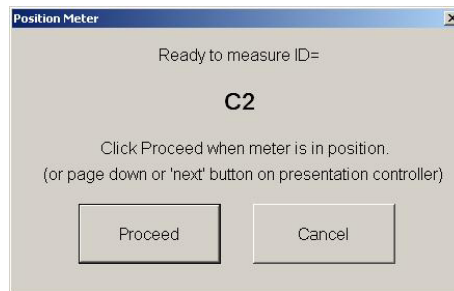 Position Meter
Ready to measure ID=
C2
Click Proceed when meter is in position.
(or page down or 'next' button on presentation controller)
Proceed
Cancel